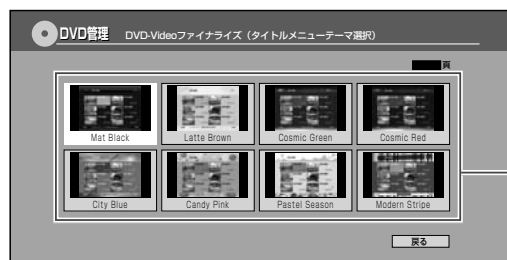 DVD管理 DVD-Videoファイナライズ（タイトルメニューテーマ選択）
頁
Mat Black Latte Brown Cosmic Green Cosmic Red
City Blue Candy Pink Pastel Season Modern Stripe
戻る